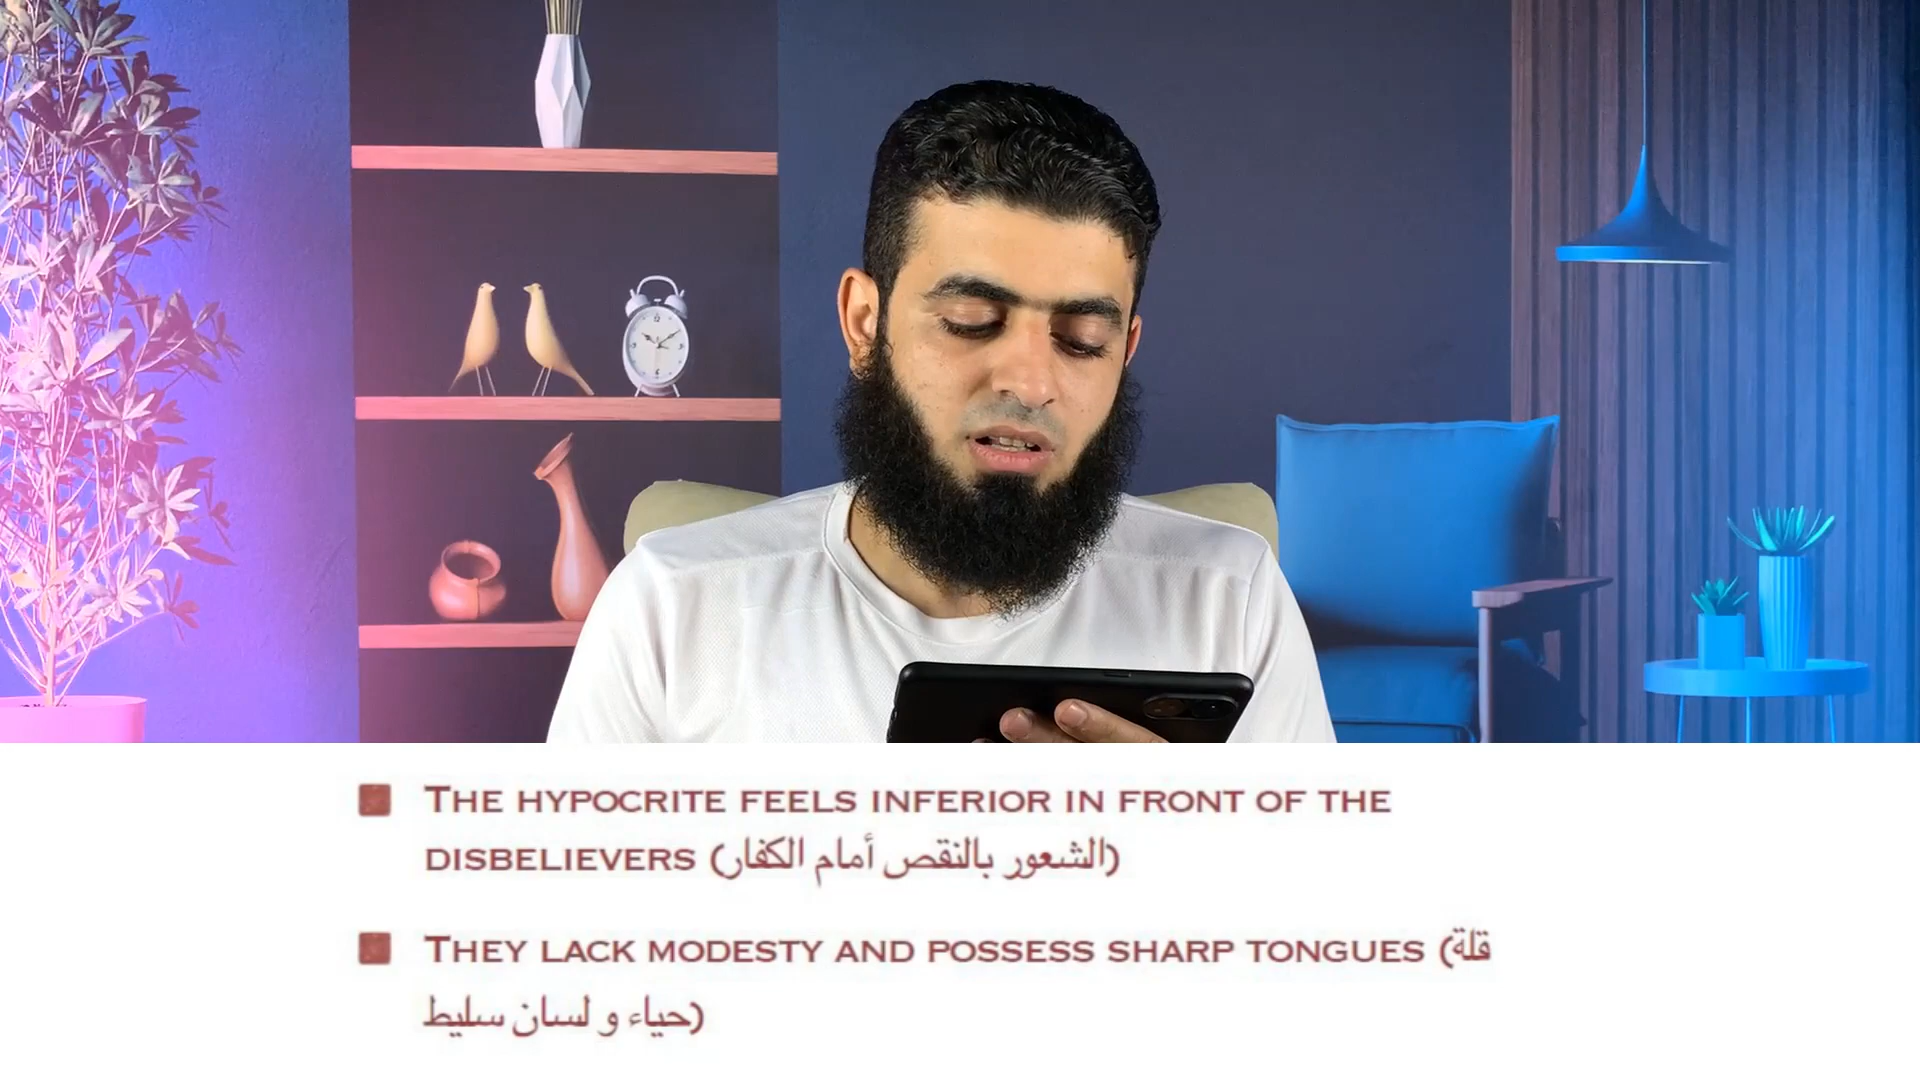 THE HYPOCRITE FEELS INFERIOR IN FRONT OF THE
DISBELIEVERS (الشعور بالنقص أمام الكفار)
THEY LACK MODESTY AND POSSESS SHARP TONGUES (قلة
حياء و لسان سليط)